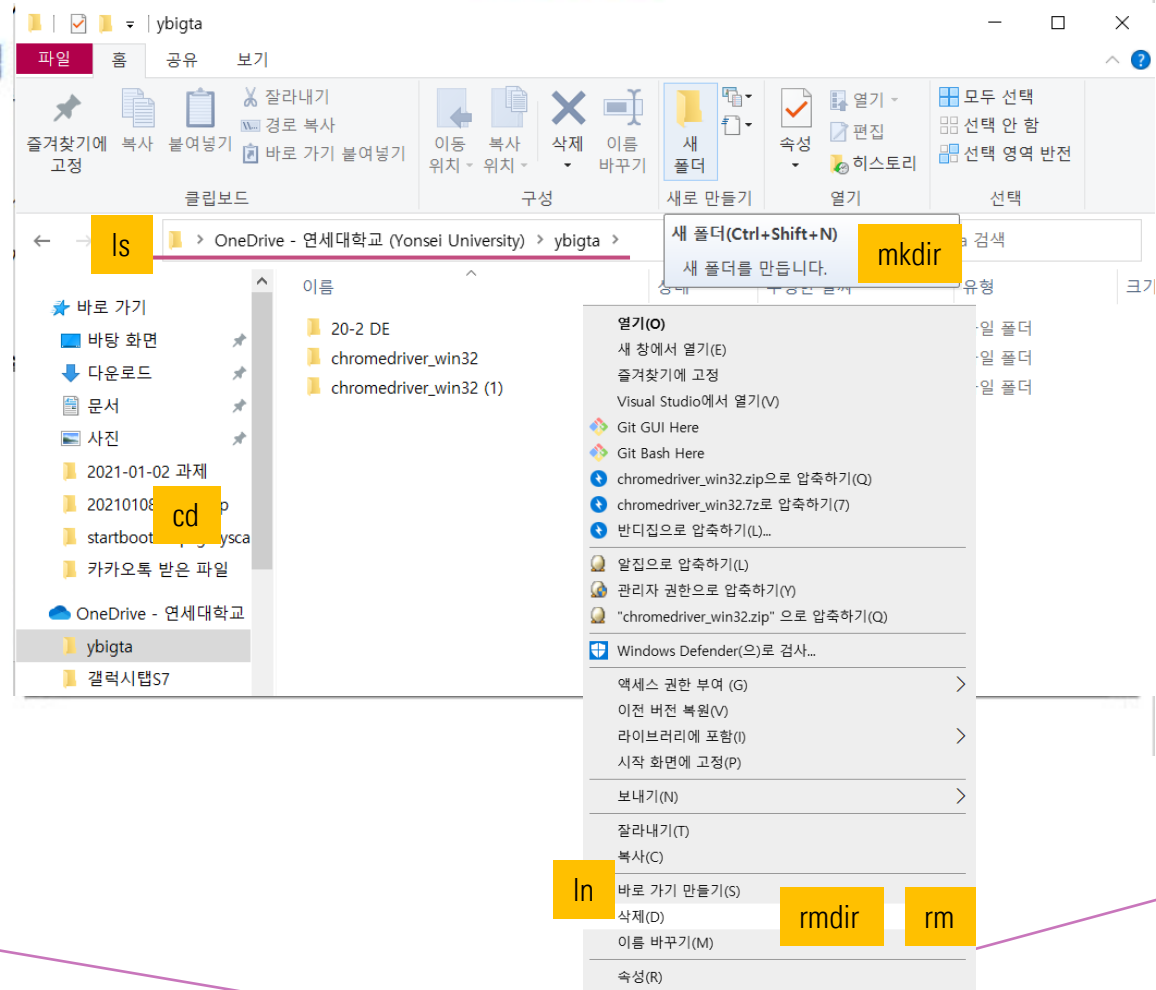 ybigta
파일 홈 공유 보기
즐겨찾기에 고정
복사
붙여넣기
잘라내기
경로 복사
바로 가기 붙여넣기
클립보드
이동 위치
복사 위치
삭제
이름 바꾸기
구성
새 폴더
새로 만들기
속성
열기
편집
히스토리
열기
모두 선택
선택 안 함
선택 영역 반전
선택
ls
OneDrive - 연세대학교 (Yonsei University) > ybigta >
검색
새 폴더(Ctrl+Shift+N)
새 폴더를 만듭니다.
mkdir
이름
유형
바로 가기
바탕 화면
다운로드
문서
사진
2021-01-02 과제
20210108
cd
startboot
카카오톡 받은 파일
OneDrive - 연세대학교
ybigta
갤럭시탭S7
20-2 DE
chromedriver_win32
chromedriver_win32 (1)
폴더
폴더
폴더
열기(O)
새 창에서 열기(E)
즐겨찾기에 고정
Visual Studio에서 열기(V)
Git GUI Here
Git Bash Here
chromedriver_win32.zip으로 압축하기(Q)
chromedriver_win32.7z로 압축하기(7)
반디집으로 압축하기(L)...
알집으로 압축하기(L)
관리자 권한으로 압축하기(Y)
"chromedriver_win32.zip" 으로 압축하기(Q)
Windows Defender(으)로 검사...
액세스 권한 부여 (G)
이전 버전 복원(V)
라이브러리에 포함(I)
시작 화면에 고정(P)
보내기(N)
잘라내기(T)
복사(C)
ln
바로 가기 만들기(S)
삭제(D)
rmdir
rm
이름 바꾸기(M)
속성(R)